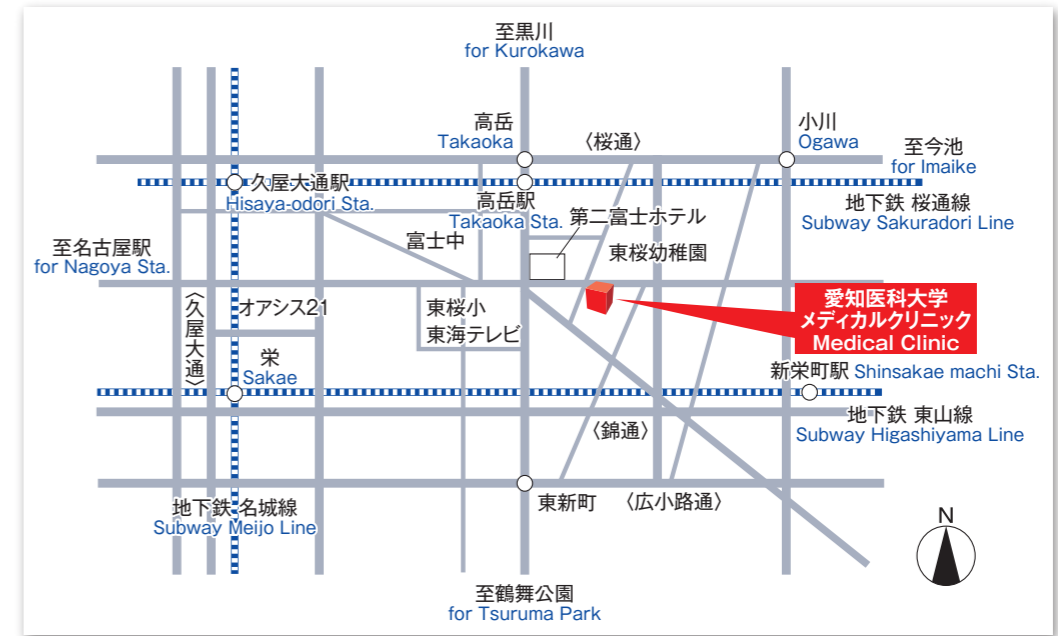 至黒川
for Kurokawa
高岳
Takaoka
〈桜通〉
小川
Ogawa
至今池
for Imaike
久屋大通駅
Hisaya-odori Sta.
高岳駅
Takaoka Sta.
地下鉄 桜通線
Subway Sakuradori Line
第二富士ホテル
富士中
東桜幼稚園
至名古屋駅
for Nagoya Sta.
〈久屋大通〉
オアシス21
東桜小
東海テレビ
愛知医科大学
メディカルクリニック
Medical Clinic
栄
Sakae
新栄町駅 Shinsakae machi Sta.
地下鉄 東山線
Subway Higashiyama Line
〈錦通〉
地下鉄 名城線
Subway Meijo Line
東新町
〈広小路通〉
N
至鶴舞公園
for Tsuruma Park